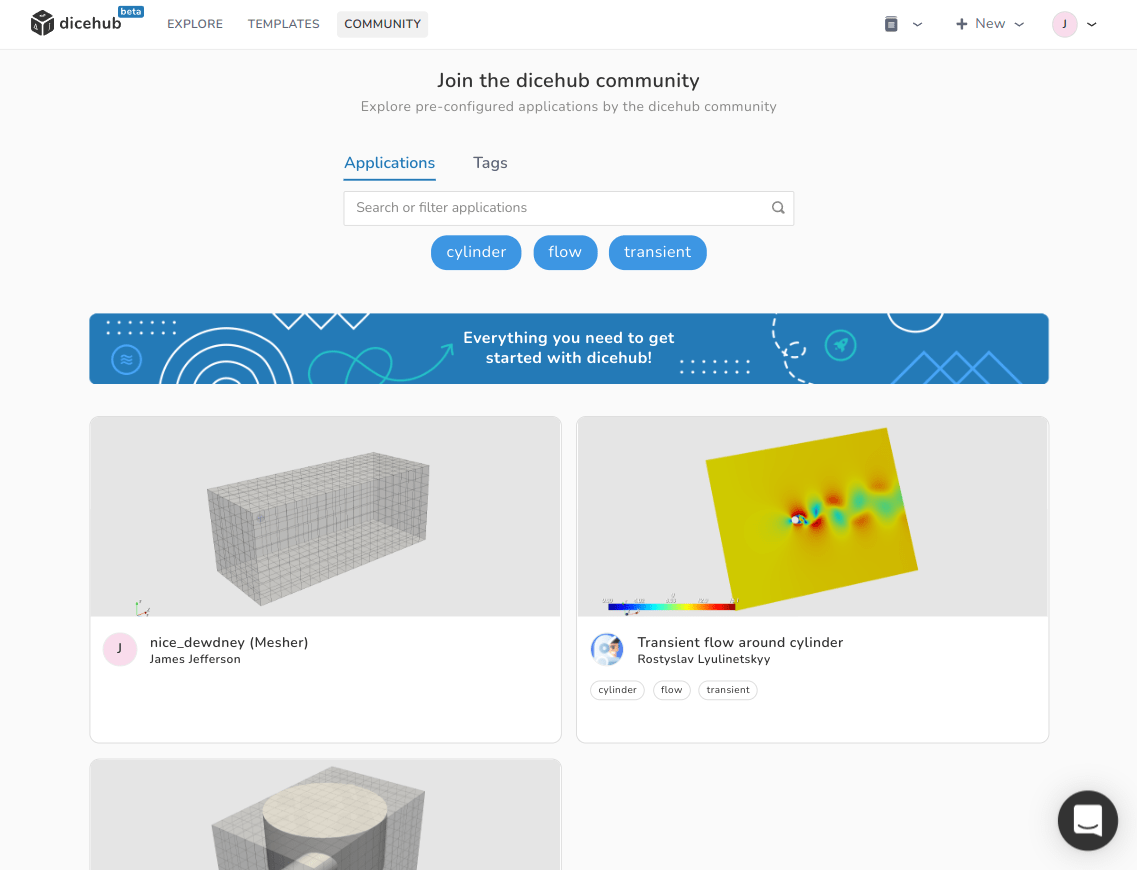 dicehub
beta
EXPLORE
TEMPLATES
COMMUNITY
New
J
Join the dicehub community
Explore pre-configured applications by the dicehub community
Applications
Tags
Search or filter applications
cylinder
flow
transient
Everything you need to get
started with dicehub!
J
nice_dewdney (Mesher)
James Jefferson
Transient flow around cylinder
Rostyslav Lyulinetskyy
cylinder
flow
transient